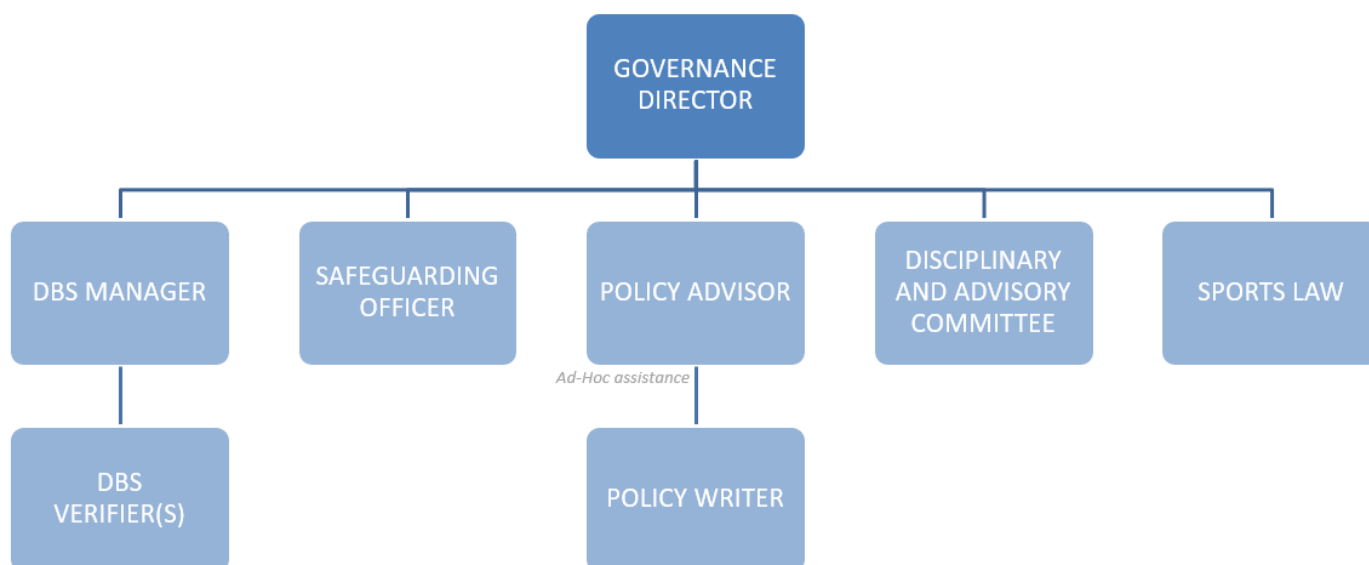 GOVERNANCE
DIRECTOR
DBS MANAGER
SAFEGUARDING
OFFICER
POLICY ADVISOR
DISCIPLINARY
AND ADVISORY
COMMITTEE
SPORTS LAW
Ad-Hoc assistance
DBS
VERIFIER(S)
POLICY WRITER